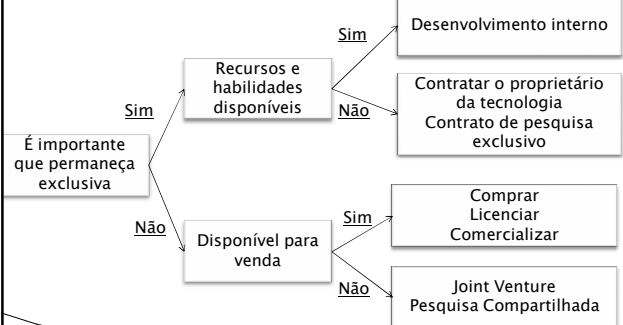 Sim
Desenvolvimento interno
Recursos e
habilidades
disponíveis
Sim
Não
Contratar o proprietário
da tecnologia
Contrato de pesquisa
exclusivo
É importante
que permaneça
exclusiva
Não
Disponível para
venda
Sim
Comprar
Licenciar
Comercializar
Não
Joint Venture
Pesquisa Compartilhada